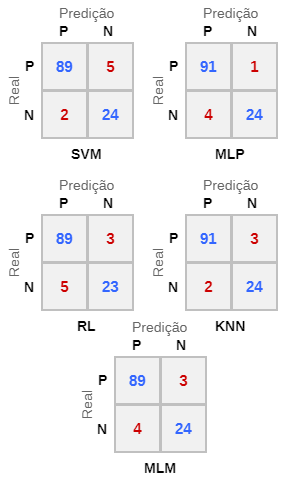 Predição Predição
P N P N
Real P 89 5 Real P 91 1
N 2 24 N 4 24
SVM MLP
Predição Predição
P N P N
Real P 89 3 Real P 91 3
N 5 23 N 2 24
RL KNN
Predição
P N
Real P 89 3
N 4 24
MLM